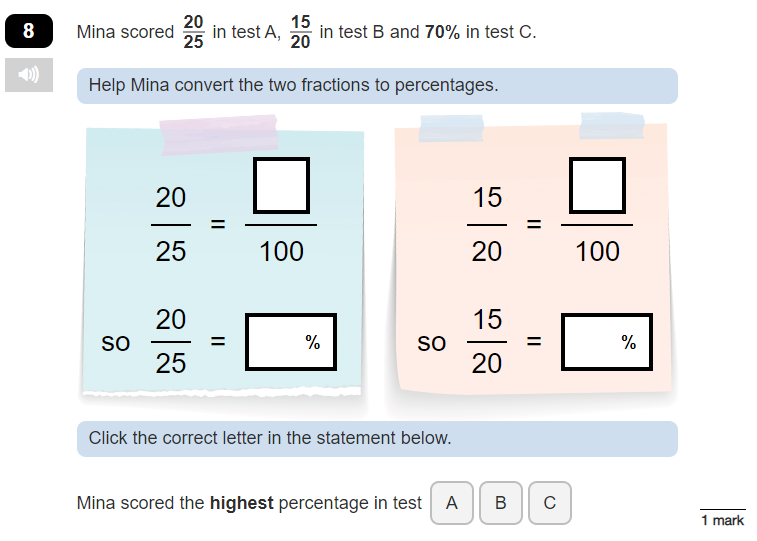 8
Mina scored 20/25 in test A, 15/20 in test B and 70% in test C.
Help Mina convert the two fractions to percentages.
20/25 = /100
so 20/25 = %
15/20 = /100
so 15/20 = %
Click the correct letter in the statement below.
Mina scored the highest percentage in test A B C
1 mark